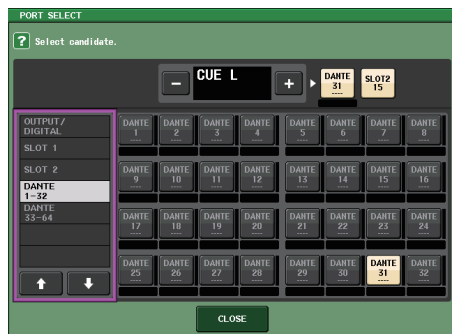 PORT SELECT
? Select candidate.
− CUE L + DANTE 31 ---- SLOT2 15
OUTPUT/
DIGITAL
SLOT 1
SLOT 2
DANTE
1-32
DANTE
33-64
DANTE 1 ---- DANTE 2 ---- DANTE 3 ---- DANTE 4 ---- DANTE 5 ---- DANTE 6 ---- DANTE 7 ---- DANTE 8 ----
DANTE 9 ---- DANTE 10 ---- DANTE 11 ---- DANTE 12 ---- DANTE 13 ---- DANTE 14 ---- DANTE 15 ---- DANTE 16 ----
DANTE 17 ---- DANTE 18 ---- DANTE 19 ---- DANTE 20 ---- DANTE 21 ---- DANTE 22 ---- DANTE 23 ---- DANTE 24 ----
DANTE 25 ---- DANTE 26 ---- DANTE 27 ---- DANTE 28 ---- DANTE 29 ---- DANTE 30 ---- DANTE 31 ---- DANTE 32 ----
CLOSE